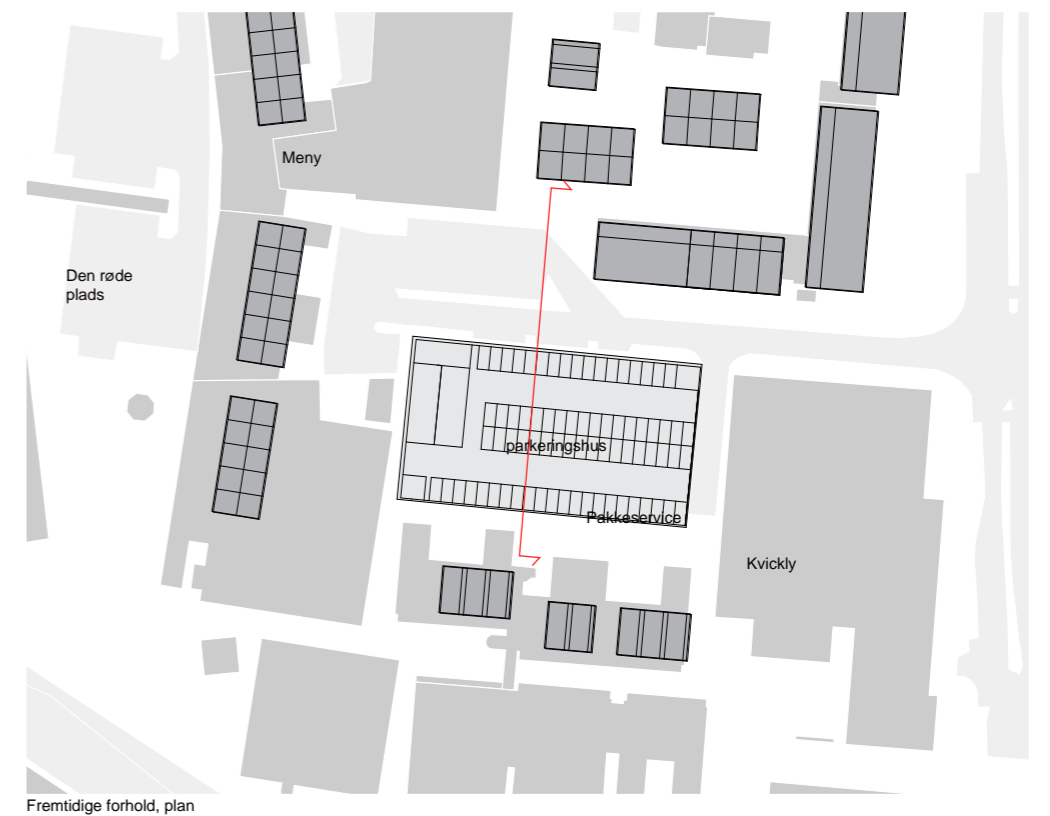 Meny
Den røde
plads
parkeringshus
Pakkeservice
Kvickly
Fremtidige forhold, plan